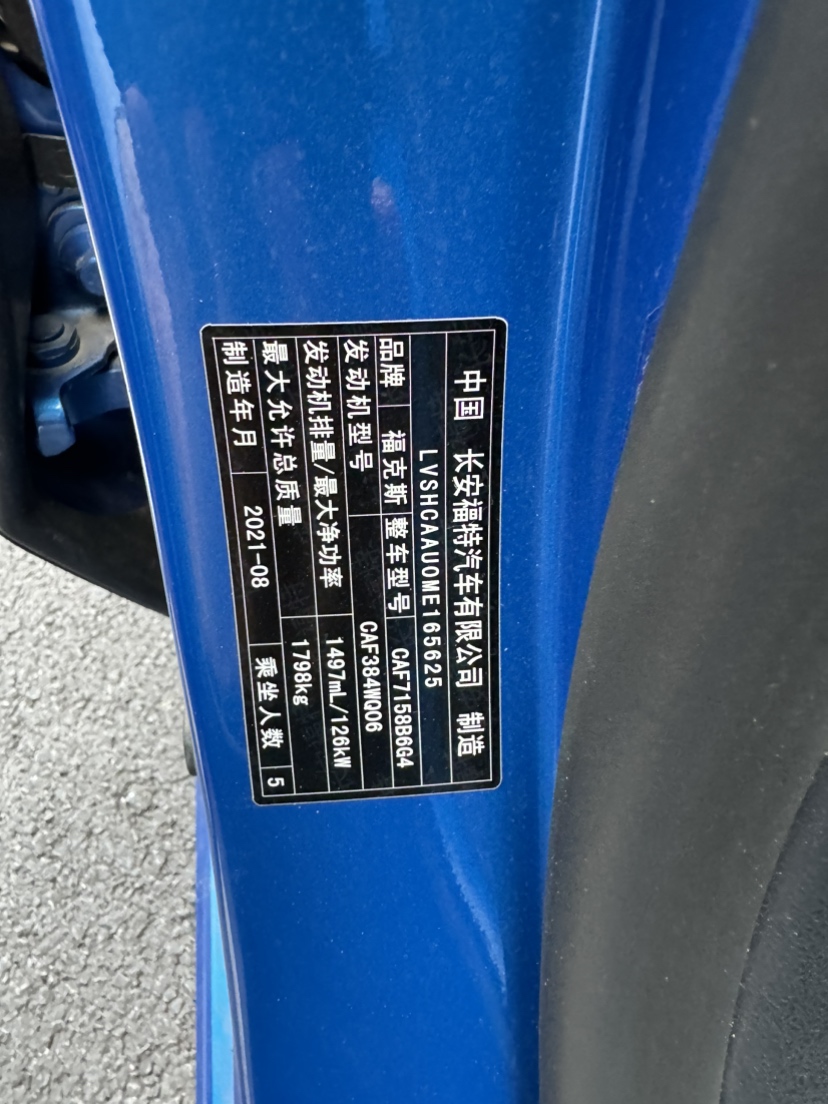 中国 长安福特汽车有限公司 制造
LVSHCAAU0ME165625
品牌 福克斯 整车型号 CAF7158B6G4
发动机型号 CAF384WQ06
发动机排量/最大净功率 1497mL/126kW
最大允许总质量 1798kg
制造年月 2021-08 乘坐人数 5